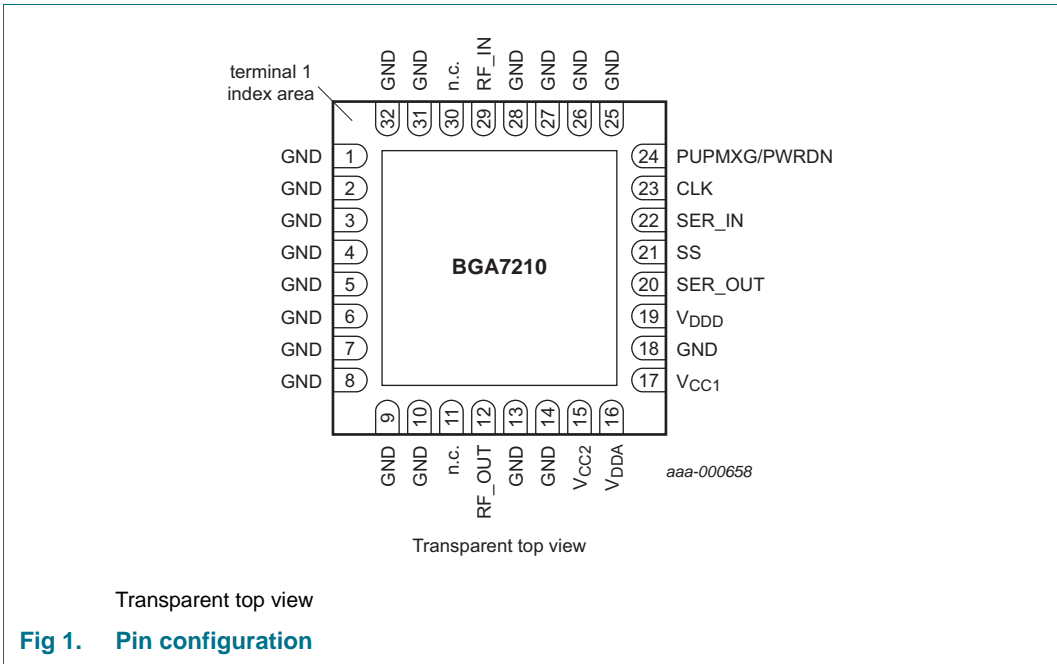 terminal 1
index area
GND
GND
n.c.
RF_IN
GND
GND
GND
GND
32
31
30
29
28
27
26
25
GND 1
GND 2
GND 3
GND 4
GND 5
GND 6
GND 7
GND 8
BGA7210
24 PUPMXG/PWRDN
23 CLK
22 SER_IN
21 SS
20 SER_OUT
19 VDDD
18 GND
17 VCC1
9
10
11
12
13
14
15
16
GND
GND
n.c.
RF_OUT
GND
GND
VCC2
VDDA
aaa-000658
Transparent top view
Transparent top view
Fig 1. Pin configuration